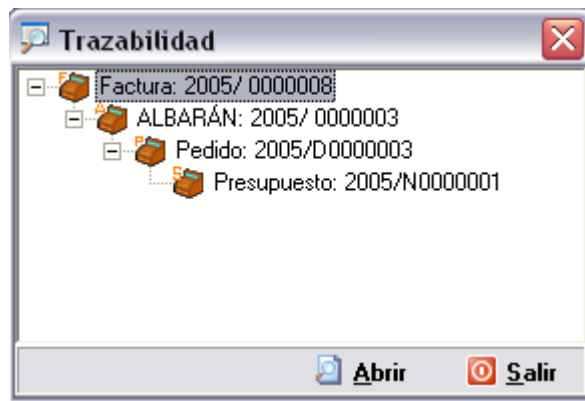 Trazabilidad
F Factura: 2005/ 0000008
A ALBARÁN: 2005/ 0000003
P Pedido: 2005/D0000003
S Presupuesto: 2005/N0000001
Abrir Salir